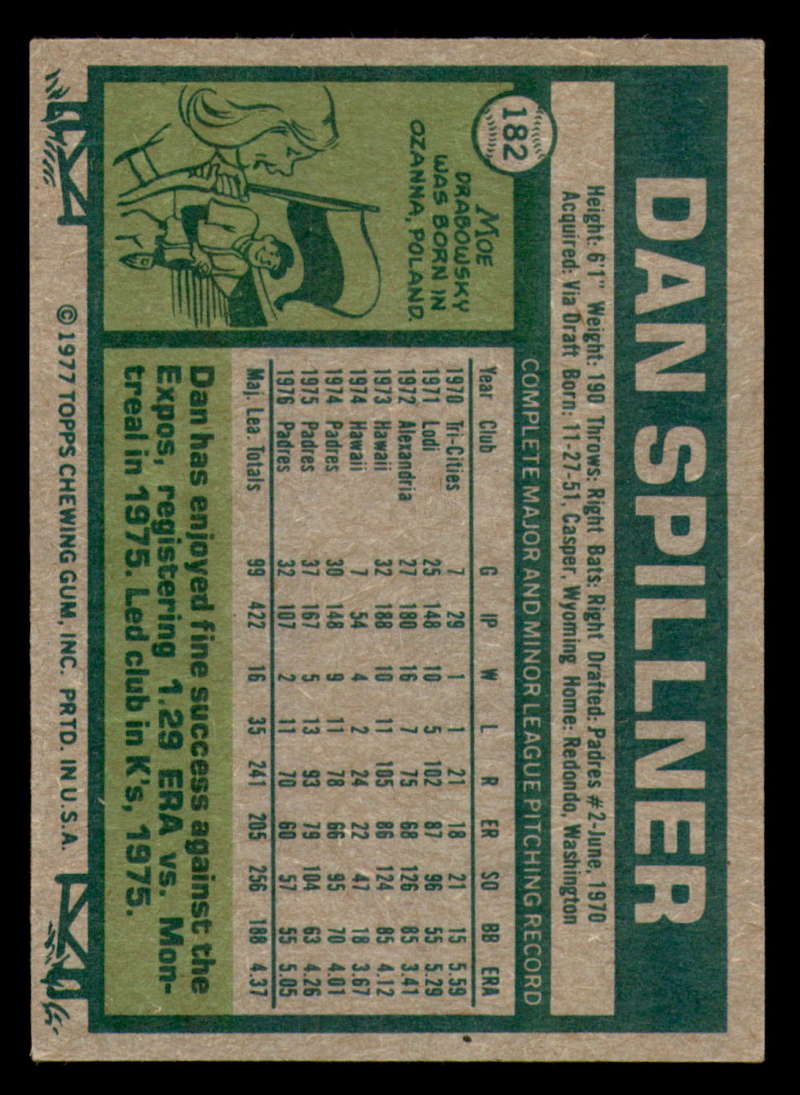 DAN SPILLNER
182
Height: 6'1" Weight: 190 Throws: Right Bats: Right Drafted: Padres #2-June, 1970
Acquired: Via Draft Born: 11-27-51, Casper, Wyoming Home: Redondo, Washington
COMPLETE MAJOR AND MINOR LEAGUE PITCHING RECORD
Year Club G IP W L R ER SO BB ERA
1970 Tri-Cities 7 29 1 1 21 18 21 15 5.59
1971 Lodi 25 148 10 5 102 87 96 55 5.29
1972 Alexandria 27 180 16 7 75 68 126 85 3.41
1973 Hawaii 32 188 10 11 105 86 124 85 4.12
1974 Hawaii 7 54 4 2 24 22 47 18 3.67
1974 Padres 30 148 9 11 78 66 95 70 4.01
1975 Padres 37 167 5 13 93 79 104 63 4.26
1976 Padres 32 107 2 11 70 60 57 55 5.05
Maj. Lea. Totals 99 422 16 35 241 205 256 188 4.37
MOE
DRABOWSKY
WAS BORN IN
OZANNA, POLAND.
Dan has enjoyed fine success against the
Expos, registering 1.29 ERA vs. Mon-
treal in 1975. Led club in K's, 1975.
© 1977 TOPPS CHEWING GUM, INC. PRTD. IN U.S.A.